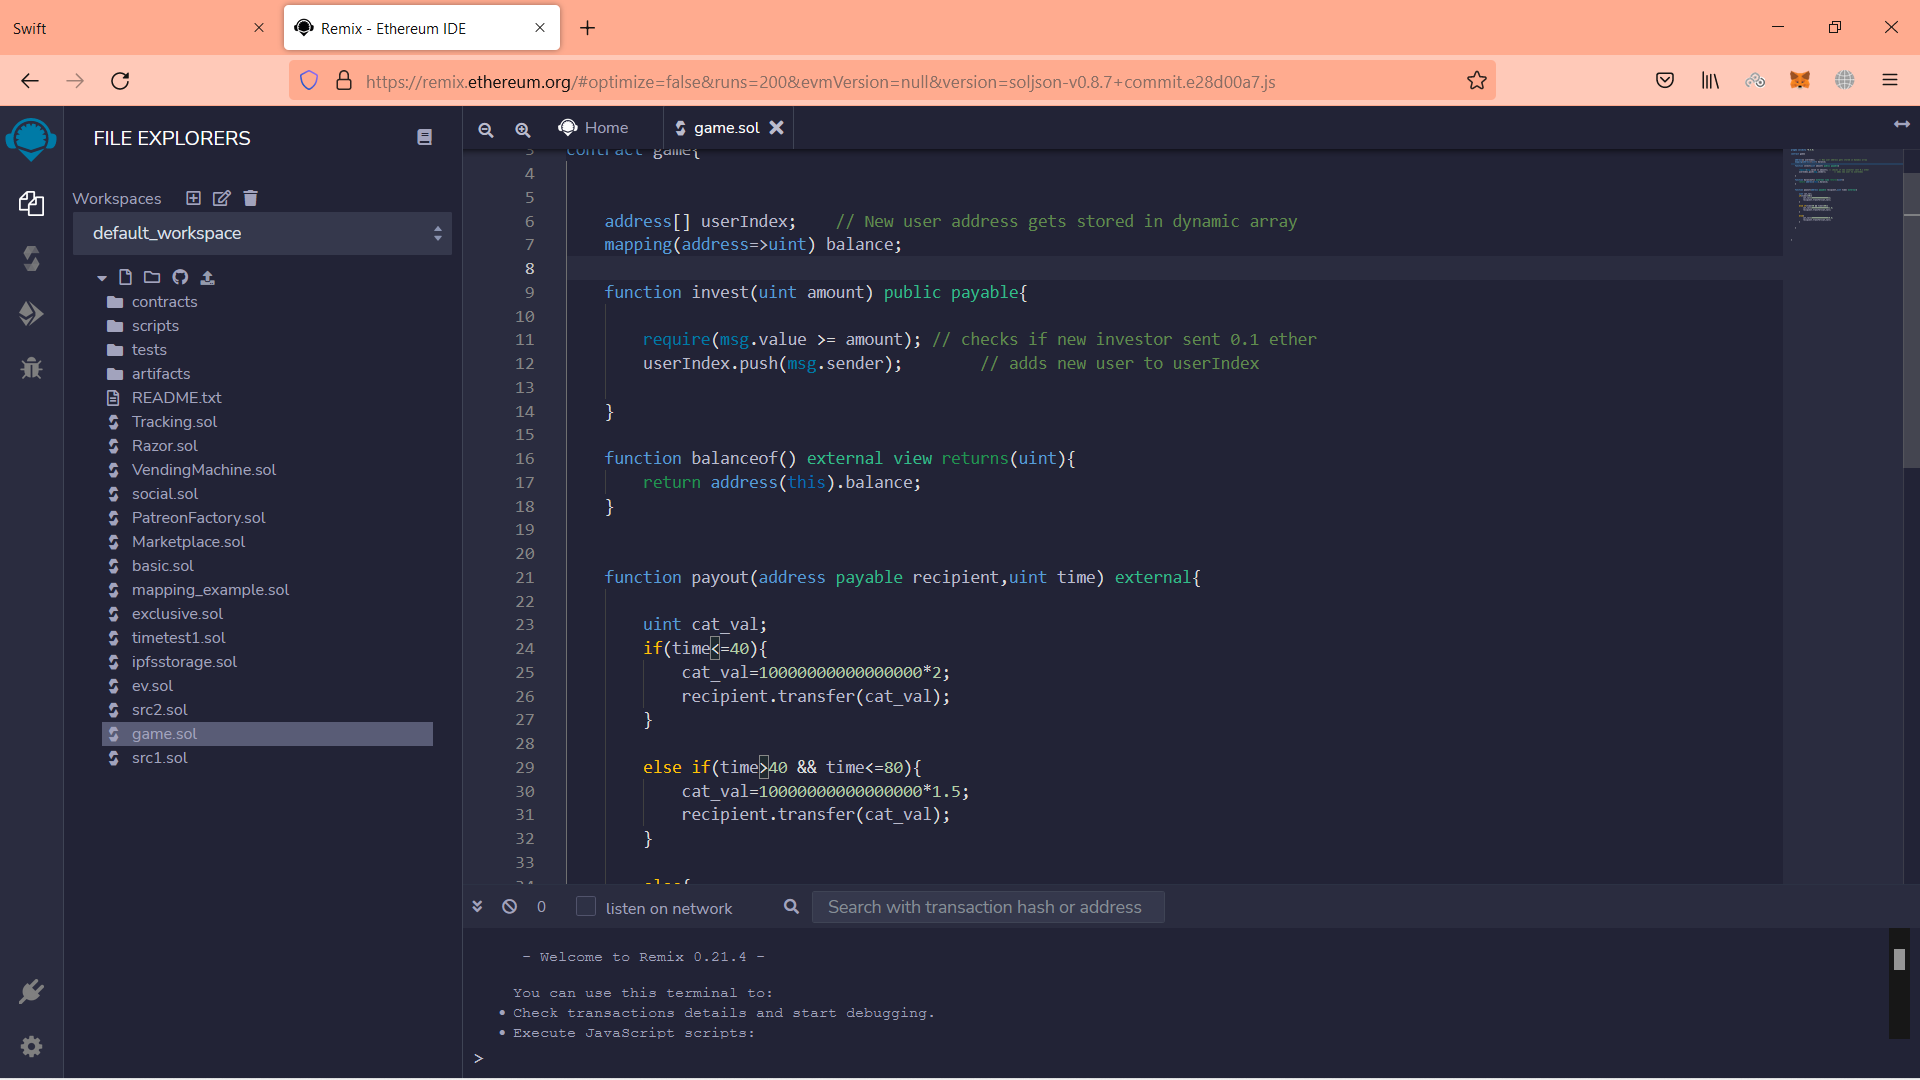 Swift
Remix - Ethereum IDE
https://remix.ethereum.org/#optimize=false&runs=200&evmVersion=null&version=soljson-v0.8.7+commit.e28d00a7.js
FILE EXPLORERS
Workspaces
default_workspace
contracts
scripts
tests
artifacts
README.txt
Tracking.sol
Razor.sol
VendingMachine.sol
social.sol
PatreonFactory.sol
Marketplace.sol
basic.sol
mapping_example.sol
exclusive.sol
timetest1.sol
ipfsstorage.sol
ev.sol
src2.sol
game.sol
src1.sol
Home
game.sol
3 contract game{
4
5
6 address[] userIndex; // New user address gets stored in dynamic array
7 mapping(address=>uint) balance;
8
9 function invest(uint amount) public payable{
10
11 require(msg.value >= amount); // checks if new investor sent 0.1 ether
12 userIndex.push(msg.sender); // adds new user to userIndex
13
14 }
15
16 function balanceof() external view returns(uint){
17 return address(this).balance;
18 }
19
20
21 function payout(address payable recipient,uint time) external{
22
23 uint cat_val;
24 if(time<=40){
25 cat_val=10000000000000000*2;
26 recipient.transfer(cat_val);
27 }
28
29 else if(time>40 && time<=80){
30 cat_val=10000000000000000*1.5;
31 recipient.transfer(cat_val);
32 }
33
34 else{
0
listen on network
Search with transaction hash or address
- Welcome to Remix 0.21.4 -
You can use this terminal to:
• Check transactions details and start debugging.
• Execute JavaScript scripts:
>